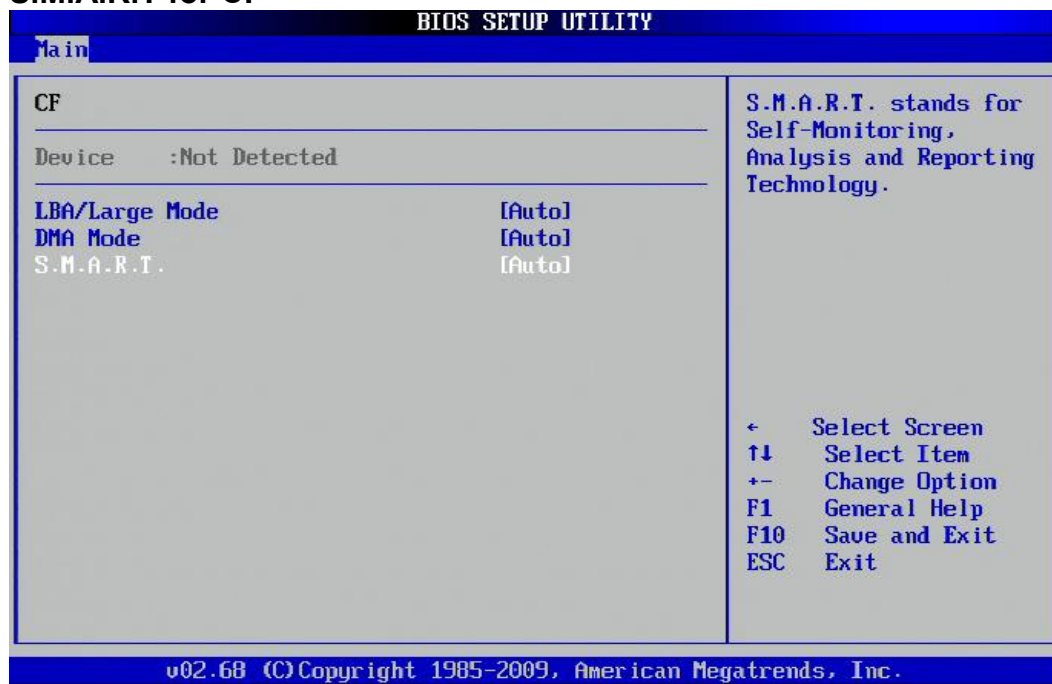 S.M.A.R.T. for CF
BIOS SETUP UTILITY
Main
CF
Device :Not Detected
LBA/Large Mode [Auto]
DMA Mode [Auto]
S.M.A.R.T. [Auto]
S.M.A.R.T. stands for
Self-Monitoring,
Analysis and Reporting
Technology.
← Select Screen
↑↓ Select Item
+- Change Option
F1 General Help
F10 Save and Exit
ESC Exit
v02.68 (C)Copyright 1985-2009, American Megatrends, Inc.